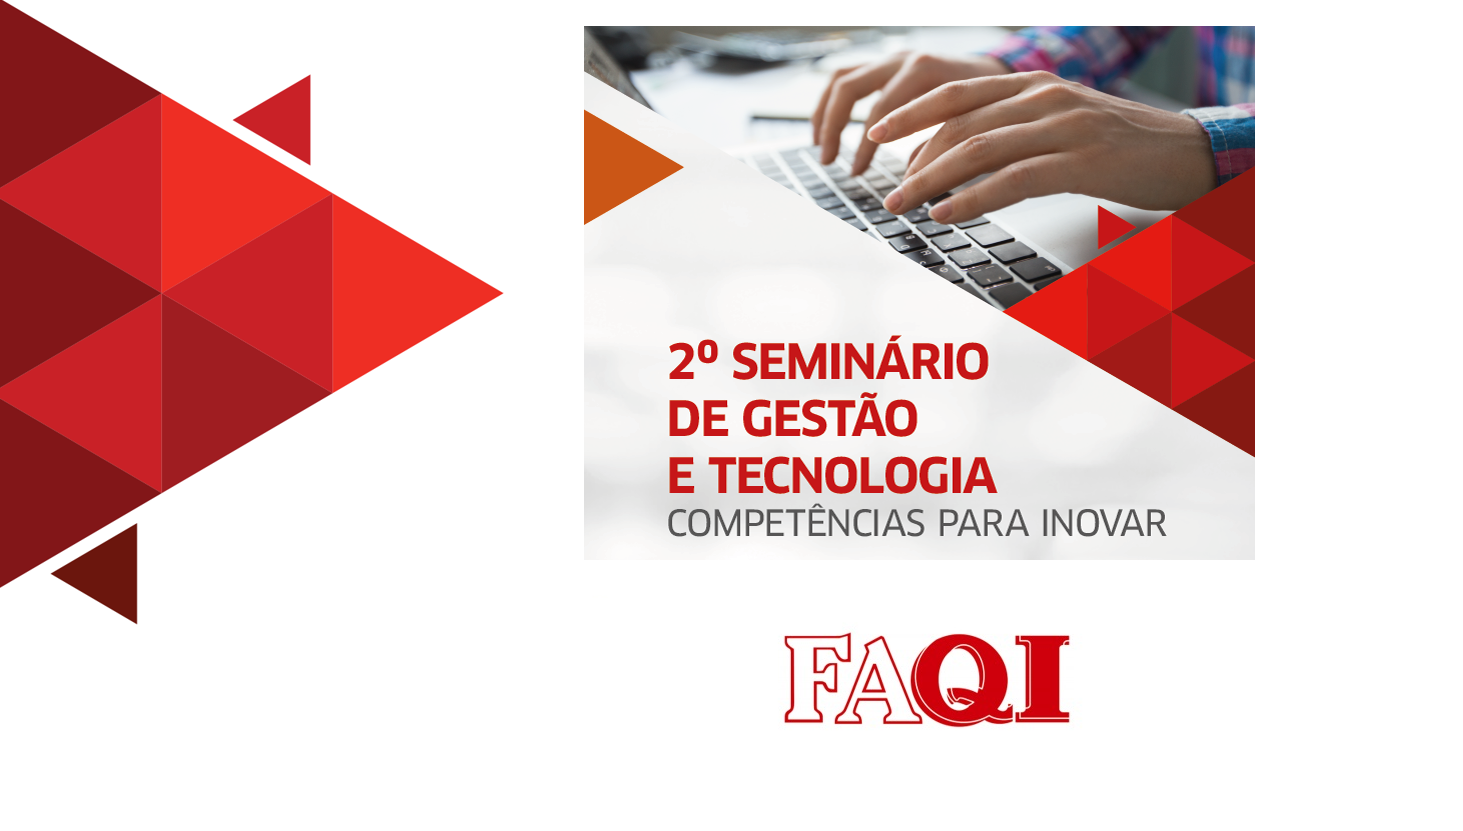 2º SEMINÁRIO
DE GESTÃO
E TECNOLOGIA
COMPETÊNCIAS PARA INOVAR
FAQI